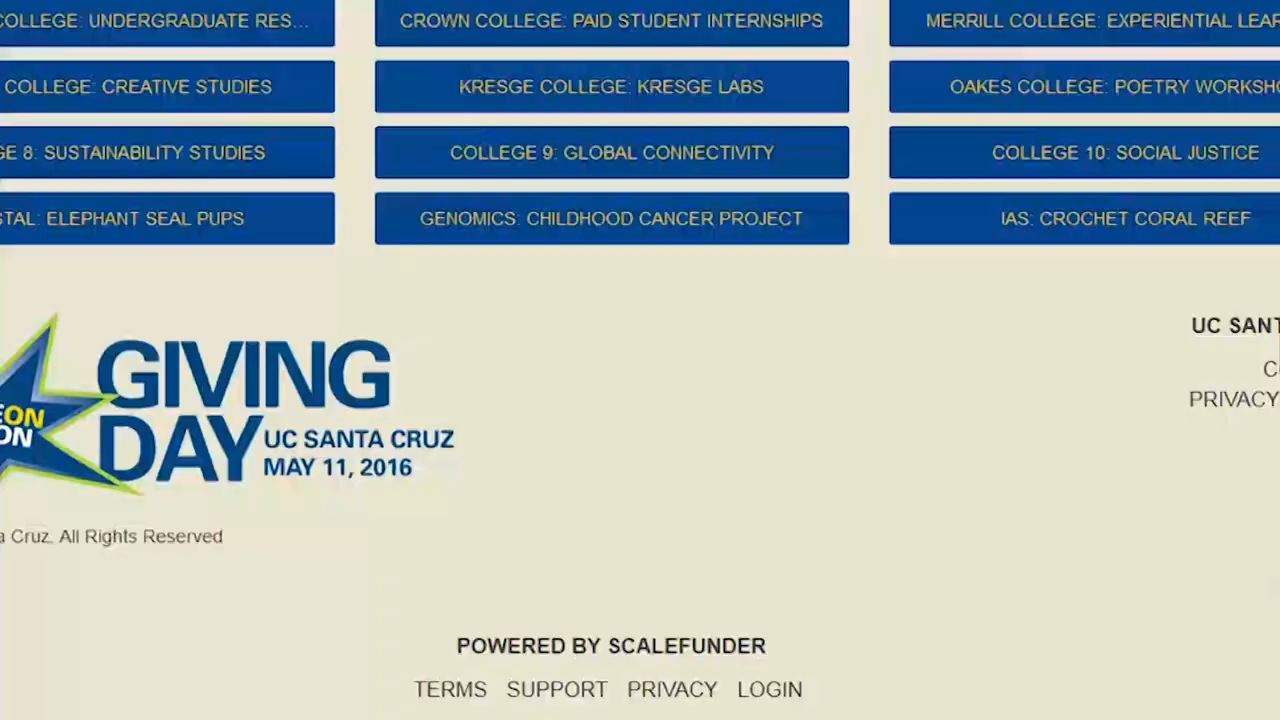 COLLEGE: UNDERGRADUATE RES...
CROWN COLLEGE: PAID STUDENT INTERNSHIPS
MERRILL COLLEGE: EXPERIENTIAL LEAR
COLLEGE: CREATIVE STUDIES
KRESGE COLLEGE: KRESGE LABS
OAKES COLLEGE: POETRY WORKSHO
GE 8: SUSTAINABILITY STUDIES
COLLEGE 9: GLOBAL CONNECTIVITY
COLLEGE 10: SOCIAL JUSTICE
STAL: ELEPHANT SEAL PUPS
GENOMICS: CHILDHOOD CANCER PROJECT
IAS: CROCHET CORAL REEF
EON
ON
GIVING
DAY
UC SANTA CRUZ
MAY 11, 2016
UC SANT
C
PRIVACY
a Cruz. All Rights Reserved
POWERED BY SCALEFUNDER
TERMS SUPPORT PRIVACY LOGIN